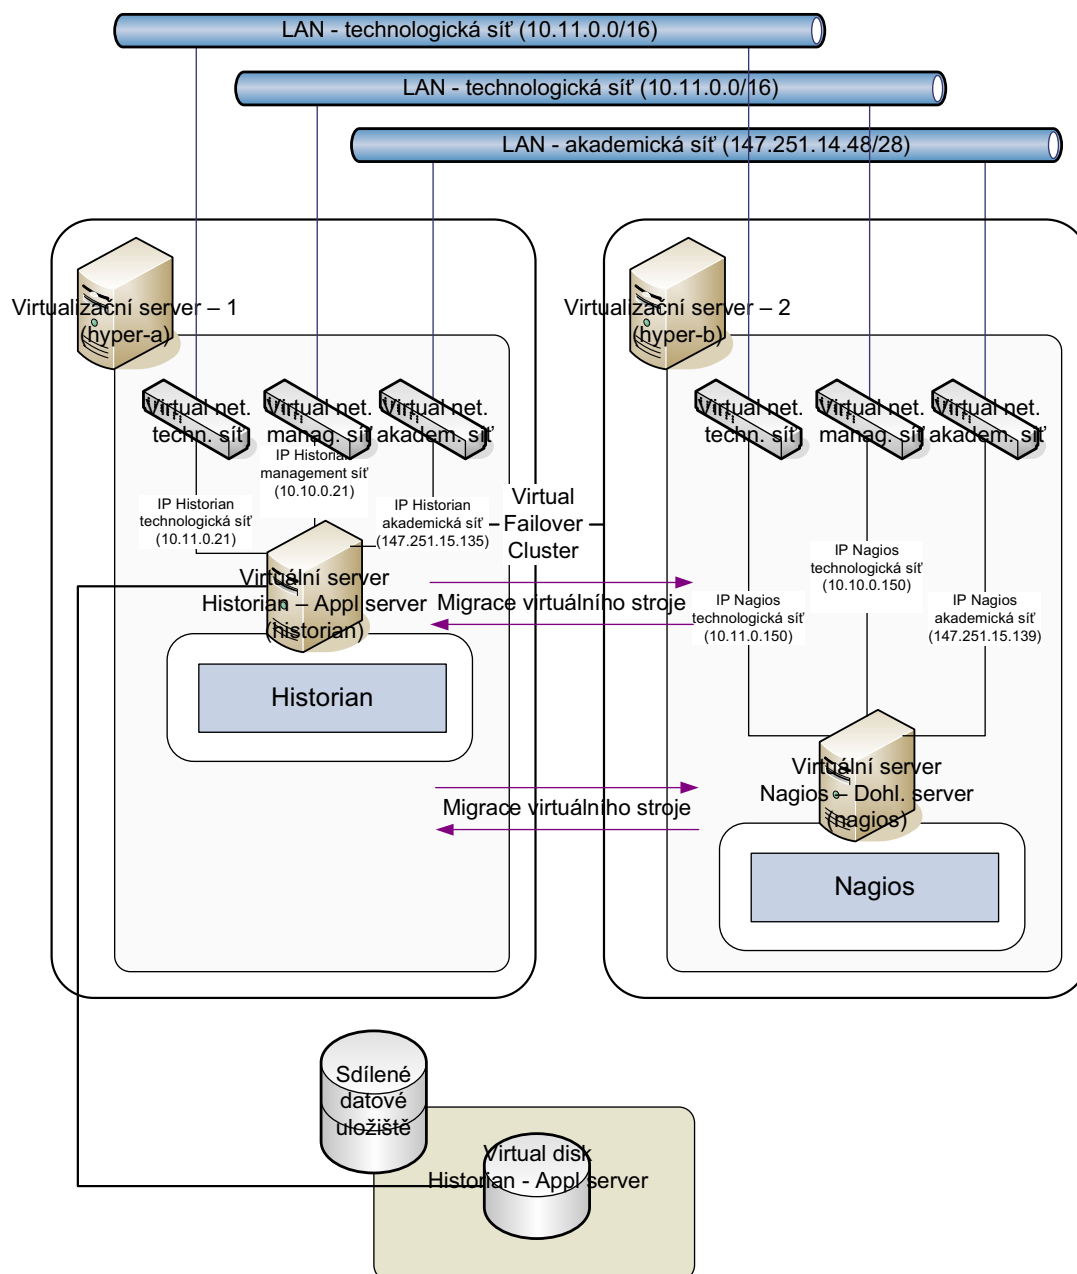 LAN - technologická síť (10.11.0.0/16)
LAN - technologická síť (10.11.0.0/16)
LAN - akademická síť (147.251.14.48/28)
Virtualizační server – 1
(hyper-a)
Virtualizační server – 2
(hyper-b)
Virtual net.
techn. síť
Virtual net.
manag. síť
Virtual net.
akadem. síť
Virtual net.
techn. síť
Virtual net.
manag. síť
Virtual net.
akadem. síť
IP Historian
management síť
(10.10.0.21)
IP Historian
technologická síť
(10.11.0.21)
IP Historian
akademická síť
(147.251.15.135)
Virtual
Failover
Cluster
IP Nagios
technologická síť
(10.10.0.150)
Virtuální server
Historian – Appl server
(historian)
Migrace virtuálního stroje
IP Nagios
technologická síť
(10.11.0.150)
IP Nagios
akademická síť
(147.251.15.139)
Historian
Virtuální server
Nagios – Dohl. server
(nagios)
Migrace virtuálního stroje
Nagios
Sdílené
datové
uložiště
Virtual disk
Historian - Appl server